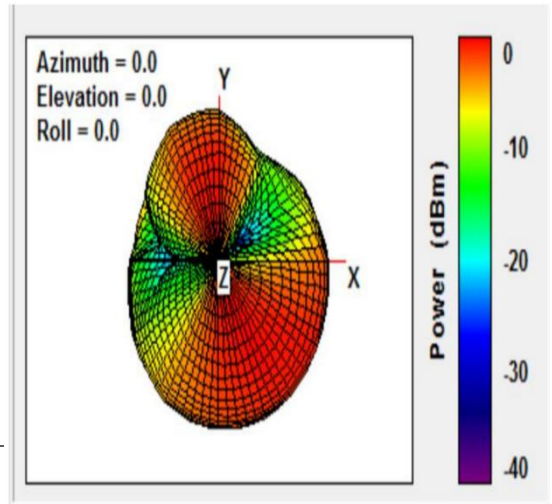 Azimuth = 0.0
Elevation = 0.0
Roll = 0.0
Y
X
Z
Power (dBm)
0
-10
-20
-30
-40